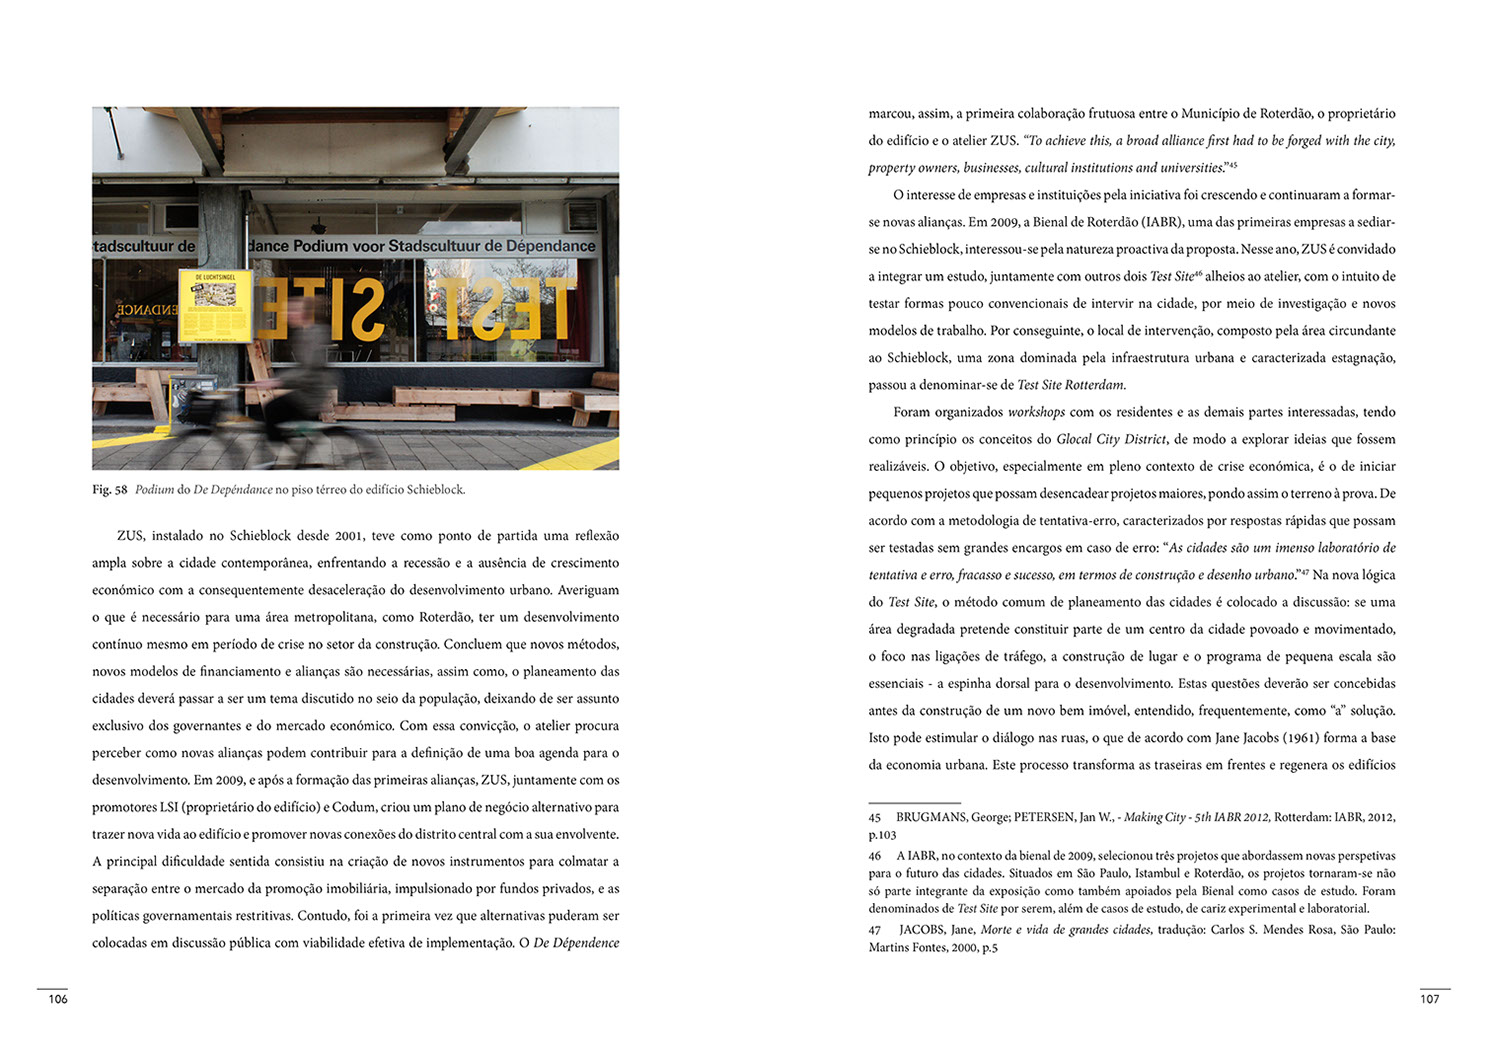 tadscultuur de
dance Podium voor Stadscultuur de Dépendance
DE LUCHTSINGEL
TEST SITE
ENDANCE
Fig. 58 Podium do De Depéndance no piso térreo do edifício Schieblock.
ZUS, instalado no Schieblock desde 2001, teve como ponto de partida uma reflexão
ampla sobre a cidade contemporânea, enfrentando a recessão e a ausência de crescimento
económico com a consequentemente desaceleração do desenvolvimento urbano. Averiguam
o que é necessário para uma área metropolitana, como Roterdão, ter um desenvolvimento
contínuo mesmo em período de crise no setor da construção. Concluem que novos métodos,
novos modelos de financiamento e alianças são necessárias, assim como, o planeamento das
cidades deverá passar a ser um tema discutido no seio da população, deixando de ser assunto
exclusivo dos governantes e do mercado económico. Com essa convicção, o atelier procura
perceber como novas alianças podem contribuir para a definição de uma boa agenda para o
desenvolvimento. Em 2009, e após a formação das primeiras alianças, ZUS, juntamente com os
promotores LSI (proprietário do edifício) e Codum, criou um plano de negócio alternativo para
trazer nova vida ao edifício e promover novas conexões do distrito central com a sua envolvente.
A principal dificuldade sentida consistiu na criação de novos instrumentos para colmatar a
separação entre o mercado da promoção imobiliária, impulsionado por fundos privados, e as
políticas governamentais restritivas. Contudo, foi a primeira vez que alternativas puderam ser
colocadas em discussão pública com viabilidade efetiva de implementação. O De Dépendence
106
marcou, assim, a primeira colaboração frutuosa entre o Município de Roterdão, o proprietário
do edifício e o atelier ZUS. “To achieve this, a broad alliance first had to be forged with the city,
property owners, businesses, cultural institutions and universities.”45
O interesse de empresas e instituições pela iniciativa foi crescendo e continuaram a formar-
se novas alianças. Em 2009, a Bienal de Roterdão (IABR), uma das primeiras empresas a sediar-
se no Schieblock, interessou-se pela natureza proactiva da proposta. Nesse ano, ZUS é convidado
a integrar um estudo, juntamente com outros dois Test Site46 alheios ao atelier, com o intuito de
testar formas pouco convencionais de intervir na cidade, por meio de investigação e novos
modelos de trabalho. Por conseguinte, o local de intervenção, composto pela área circundante
ao Schieblock, uma zona dominada pela infraestrutura urbana e caracterizada estagnação,
passou a denominar-se de Test Site Rotterdam.
Foram organizados workshops com os residentes e as demais partes interessadas, tendo
como princípio os conceitos do Glocal City District, de modo a explorar ideias que fossem
realizáveis. O objetivo, especialmente em pleno contexto de crise económica, é o de iniciar
pequenos projetos que possam desencadear projetos maiores, pondo assim o terreno à prova. De
acordo com a metodologia de tentativa-erro, caracterizados por respostas rápidas que possam
ser testadas sem grandes encargos em caso de erro: “As cidades são um imenso laboratório de
tentativa e erro, fracasso e sucesso, em termos de construção e desenho urbano.”47 Na nova lógica
do Test Site, o método comum de planeamento das cidades é colocado a discussão: se uma
área degradada pretende constituir parte de um centro da cidade povoado e movimentado,
o foco nas ligações de tráfego, a construção de lugar e o programa de pequena escala são
essenciais - a espinha dorsal para o desenvolvimento. Estas questões deverão ser concebidas
antes da construção de um novo bem imóvel, entendido, frequentemente, como “a” solução.
Isto pode estimular o diálogo nas ruas, o que de acordo com Jane Jacobs (1961) forma a base
da economia urbana. Este processo transforma as traseiras em frentes e regenera os edifícios
45 BRUGMANS, George; PETERSEN, Jan W., - Making City - 5th IABR 2012, Rotterdam: IABR, 2012,
p.103
46 A IABR, no contexto da bienal de 2009, selecionou três projetos que abordassem novas perspetivas
para o futuro das cidades. Situados em São Paulo, Istambul e Roterdão, os projetos tornaram-se não
só parte integrante da exposição como também apoiados pela Bienal como casos de estudo. Foram
denominados de Test Site por serem, além de casos de estudo, de cariz experimental e laboratorial.
47 JACOBS, Jane, Morte e vida de grandes cidades, tradução: Carlos S. Mendes Rosa, São Paulo:
Martins Fontes, 2000, p.5
107